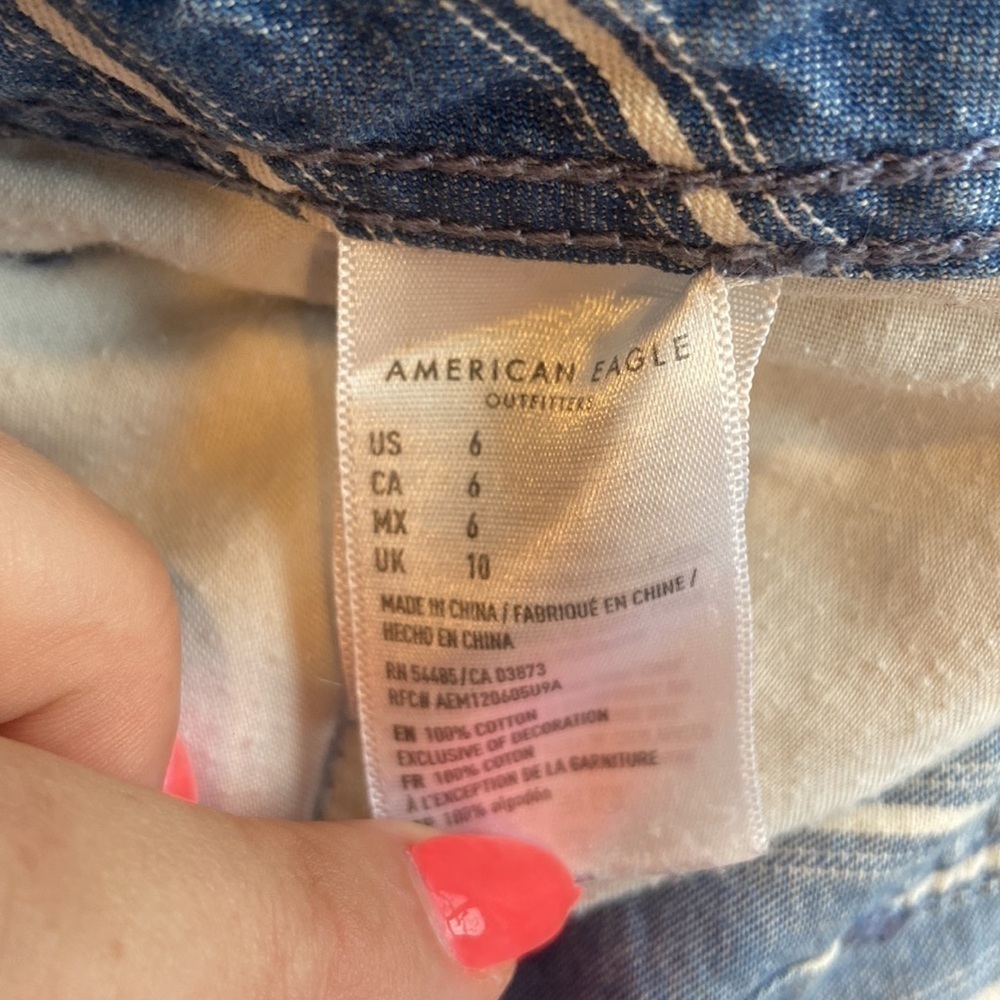 AMERICAN EAGLE
OUTFITTERS
US 6
CA 6
MX 6
UK 10
MADE IN CHINA / FABRIQUÉ EN CHINE /
HECHO EN CHINA
RN 54485/CA 03873
RFC# AEM120605U9A
EN 100% COTTON
EXCLUSIVE OF DECORATION
FR 100% COTON
À L'EXCEPTION DE LA GARNITURE
100% algodón